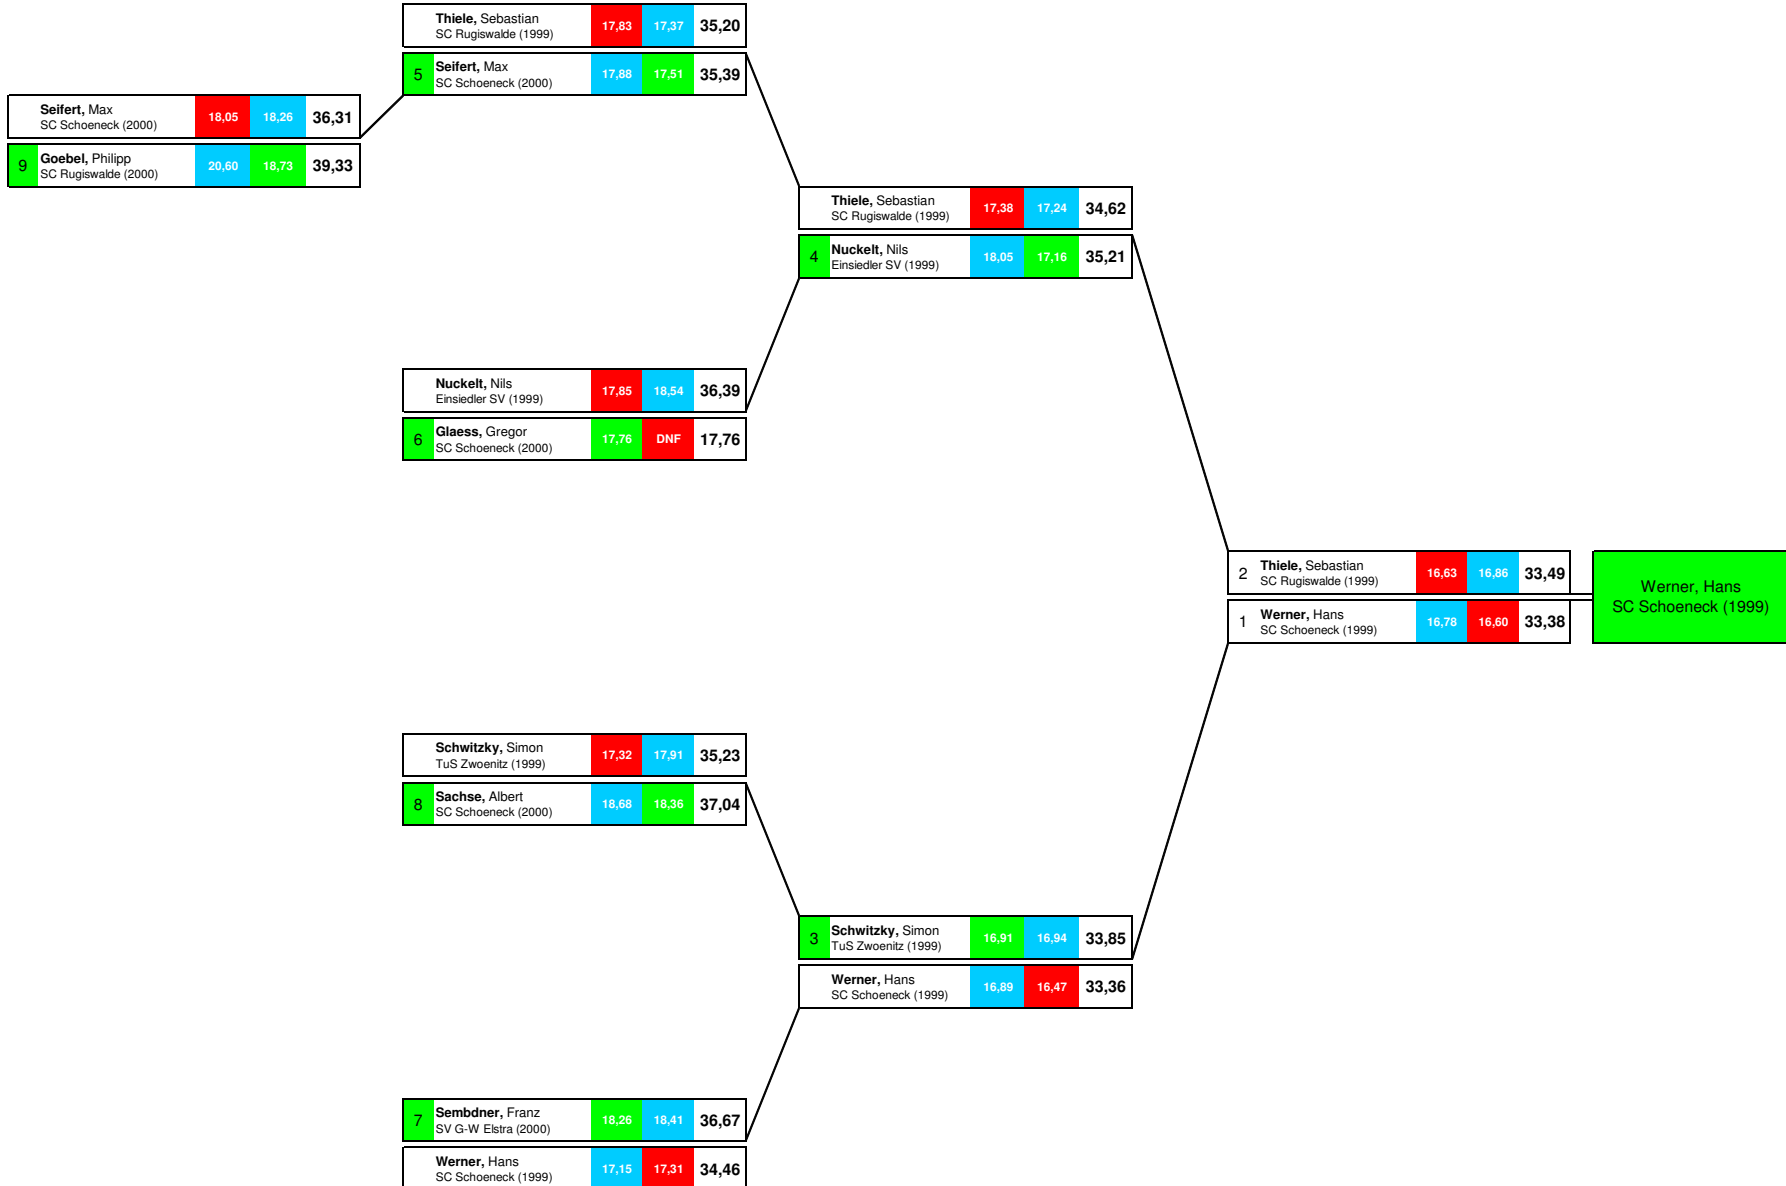 Thiele, Sebastian
SC Rugiswalde (1999)
17,83 17,37 35,20
5 Seifert, Max
SC Schoeneck (2000)
17,88 17,51 35,39
Seifert, Max
SC Schoeneck (2000)
18,05 18,26 36,31
9 Goebel, Philipp
SC Rugiswalde (2000)
20,60 18,73 39,33
Thiele, Sebastian
SC Rugiswalde (1999)
17,38 17,24 34,62
4 Nuckelt, Nils
Einsiedler SV (1999)
18,05 17,16 35,21
Nuckelt, Nils
Einsiedler SV (1999)
17,85 18,54 36,39
6 Glaess, Gregor
SC Schoeneck (2000)
17,76 DNF 17,76
2 Thiele, Sebastian
SC Rugiswalde (1999)
16,63 16,86 33,49
1 Werner, Hans
SC Schoeneck (1999)
16,78 16,60 33,38
Werner, Hans
SC Schoeneck (1999)
Schwitzky, Simon
TuS Zwoenitz (1999)
17,32 17,91 35,23
8 Sachse, Albert
SC Schoeneck (2000)
18,68 18,36 37,04
3 Schwitzky, Simon
TuS Zwoenitz (1999)
16,91 16,94 33,85
Werner, Hans
SC Schoeneck (1999)
16,89 16,47 33,36
7 Sembdner, Franz
SV G-W Elstra (2000)
18,26 18,41 36,67
Werner, Hans
SC Schoeneck (1999)
17,15 17,31 34,46